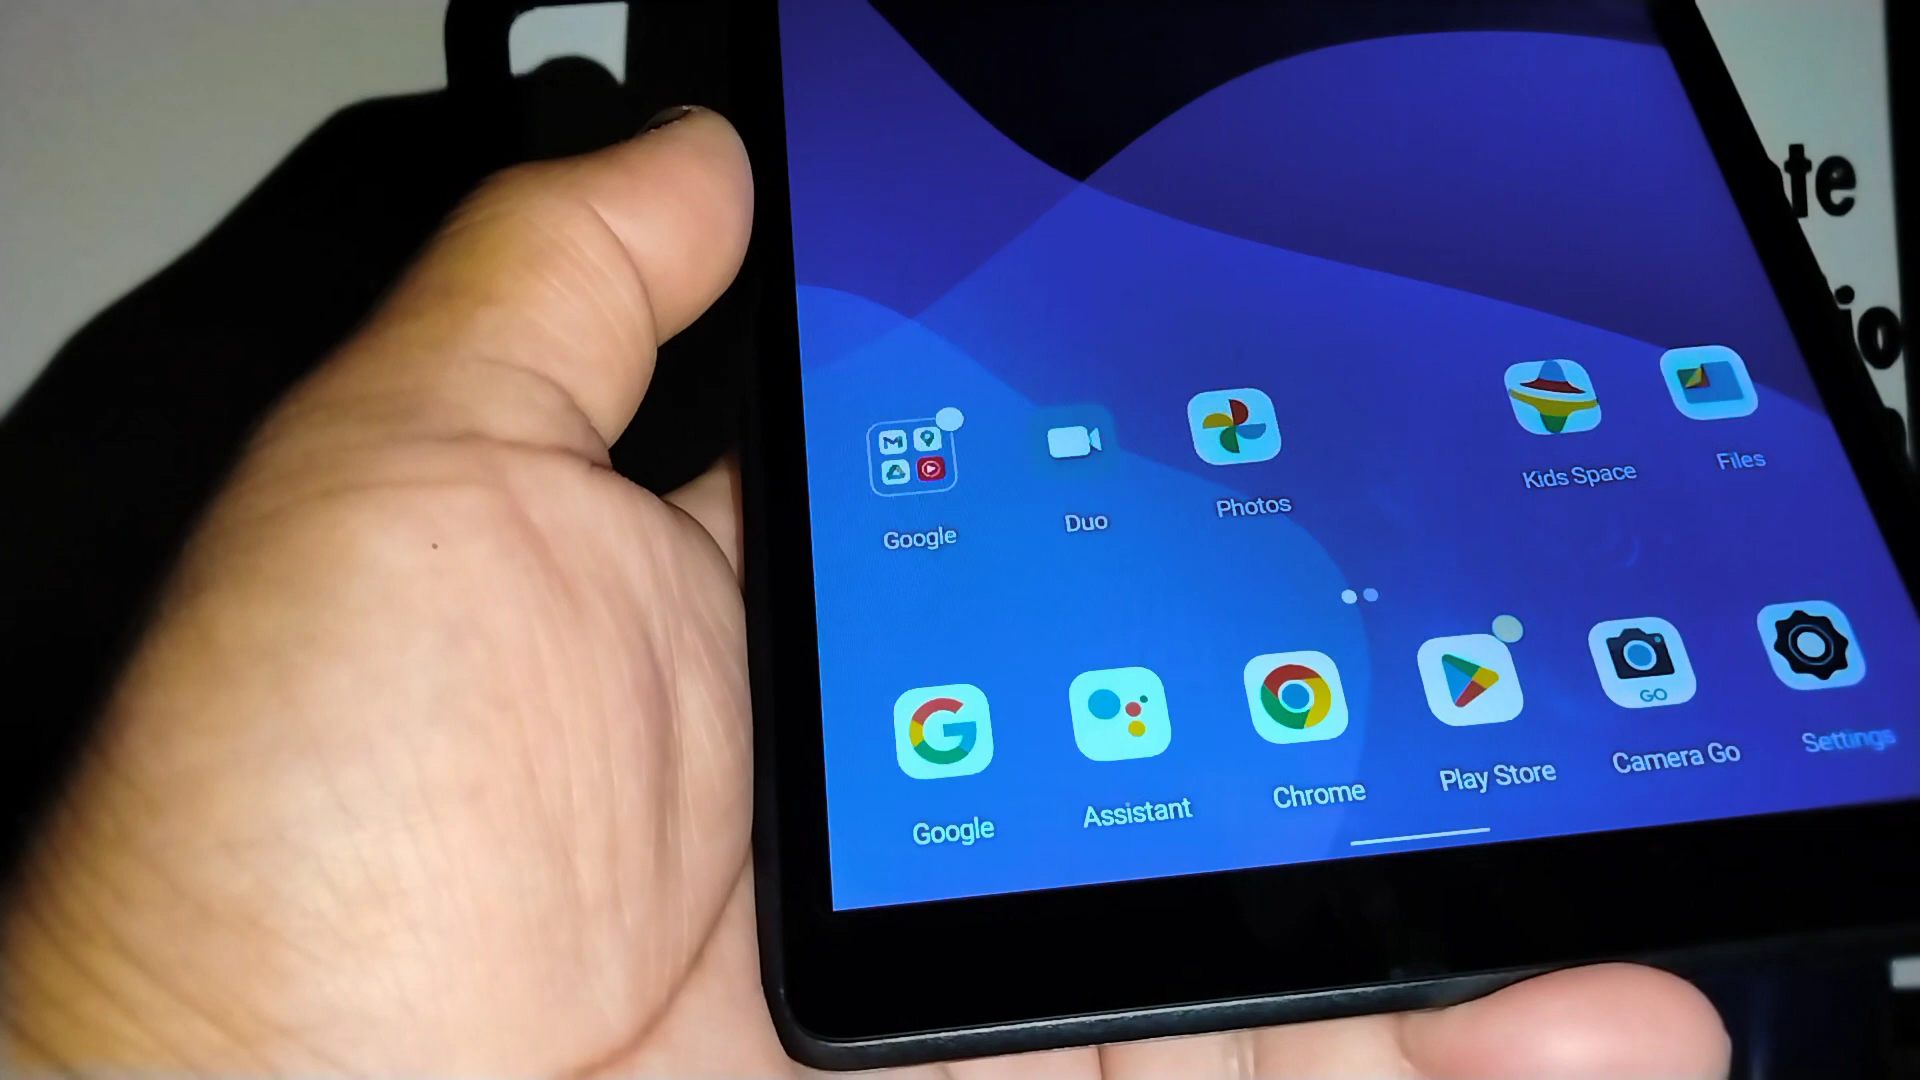 te
io
Google Duo Photos Kids Space Files
GO
Google Assistant Chrome Play Store Camera Go Settings